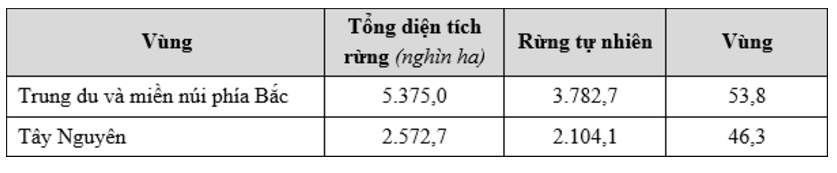 Vùng Tổng diện tích rừng (nghìn ha) Rừng tự nhiên Vùng
Trung du và miền núi phía Bắc 5.375,0 3.782,7 53,8
Tây Nguyên 2.572,7 2.104,1 46,3